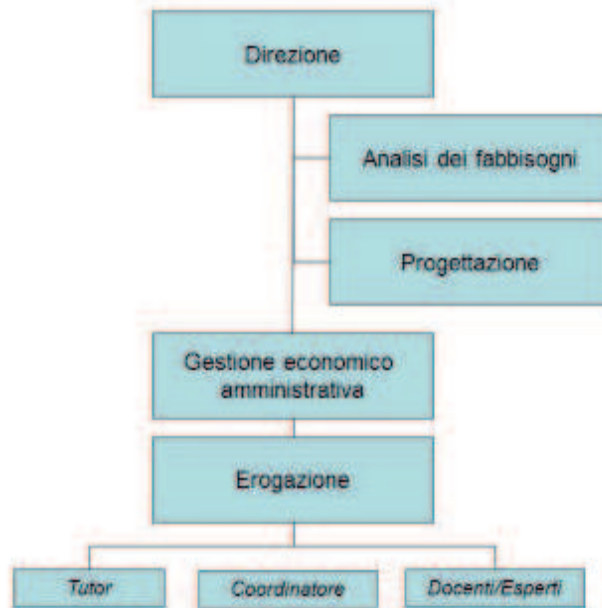 Direzione
Analisi dei fabbisogni
Progettazione
Gestione economico
amministrativa
Erogazione
Tutor
Coordinatore
Docenti/Esperti